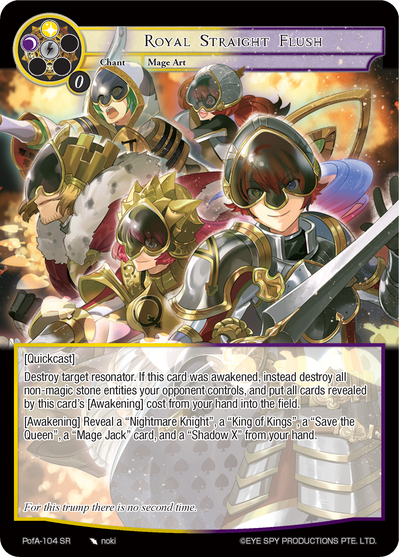 Royal Straight Flush
0
Chant Mage Art
T
Q
[Quickcast]
Destroy target resonator. If this card was awakened, instead destroy all
non-magic stone entities your opponent controls, and put all cards revealed
by this card's [Awakening] cost from your hand into the field.
[Awakening] Reveal a "Nightmare Knight", a "King of Kings", a "Save the
Queen", a "Mage Jack" card, and a "Shadow X" from your hand.
For this trump there is no second time.
PofA-104 SR noki ©EYE SPY PRODUCTIONS PTE. LTD.